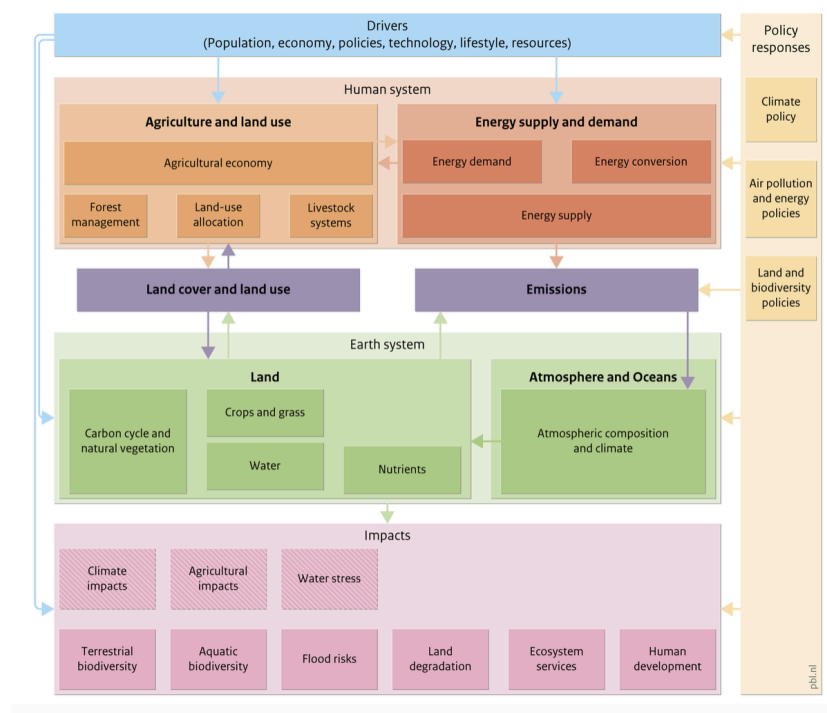 Drivers
(Population, economy, policies, technology, lifestyle, resources)
Policy
responses
Human system
Agriculture and land use
Energy supply and demand
Climate
policy
Agricultural economy
Energy demand
Energy conversion
Air pollution
and energy
policies
Forest
management
Land-use
allocation
Livestock
systems
Energy supply
Land cover and land use
Emissions
Land and
biodiversity
policies
Earth system
Land
Atmosphere and Oceans
Carbon cycle and
natural vegetation
Crops and grass
Water
Nutrients
Atmospheric composition
and climate
Impacts
Climate
impacts
Agricultural
impacts
Water stress
Terrestrial
biodiversity
Aquatic
biodiversity
Flood risks
Land
degradation
Ecosystem
services
Human
development
pbl.nl